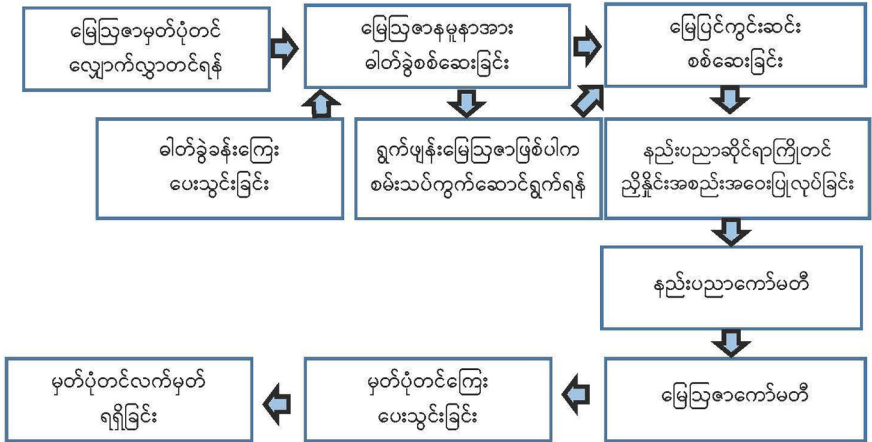 မြေဩဇာမှတ်ပုံတင်
လျှောက်လွှာတင်ရန်
မြေဩဇာနမူနာအား
ဓါတ်ခွဲစစ်ဆေးခြင်း
မြေပြင်ကွင်းဆင်း
စစ်ဆေးခြင်း
ဓါတ်ခွဲခန်းကြေး
ပေးသွင်းခြင်း
ရွက်ဖျန်းမြေဩဇာဖြစ်ပါက
စမ်းသပ်ကွက်ဆောင်ရွက်ရန်
နည်းပညာဆိုင်ရာကြိုတင်
ညှိနှိုင်းအစည်းအဝေးပြုလုပ်ခြင်း
နည်းပညာကော်မတီ
မှတ်ပုံတင်လက်မှတ်
ရရှိခြင်း
မှတ်ပုံတင်ကြေး
ပေးသွင်းခြင်း
မြေဩဇာကော်မတီ